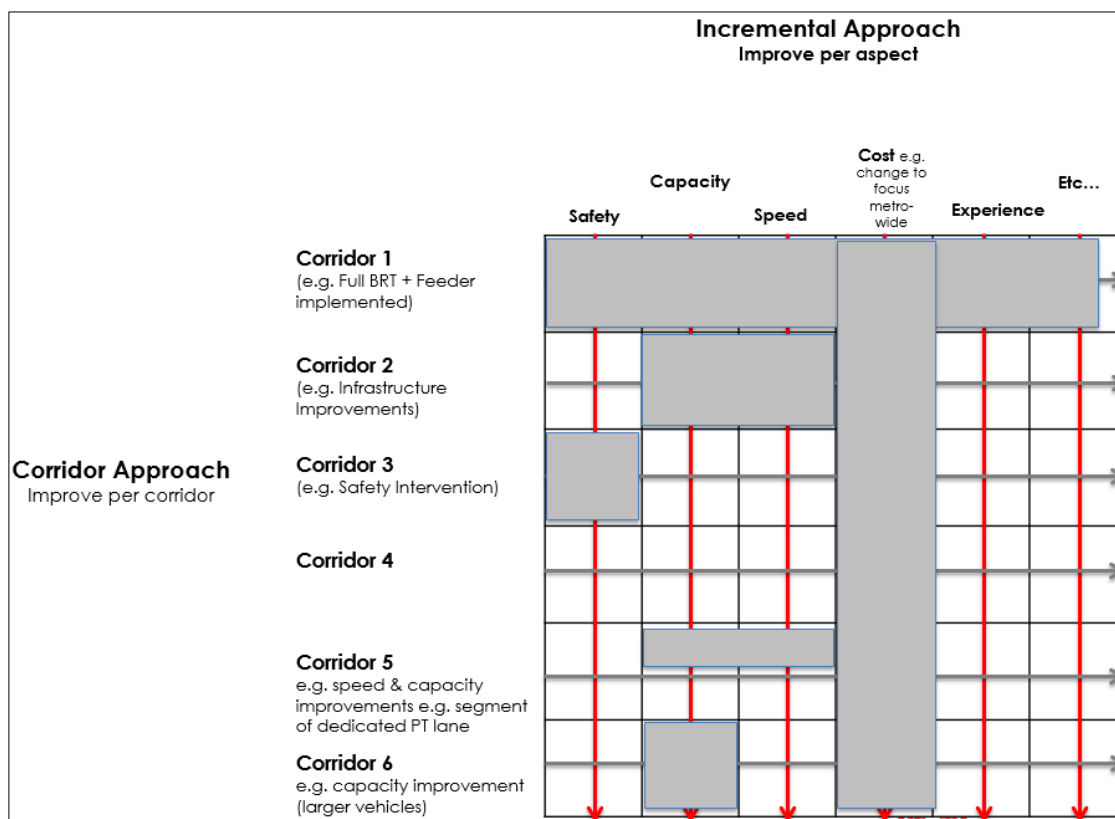 Incremental Approach
Improve per aspect
Cost e.g.
change to
focus
metro-
wide
Capacity
Etc...
Safety
Speed
Experience
Corridor 1
(e.g. Full BRT + Feeder
implemented)
Corridor 2
(e.g. Infrastructure
Improvements)
Corridor Approach
Improve per corridor
Corridor 3
(e.g. Safety Intervention)
Corridor 4
Corridor 5
e.g. speed & capacity
improvements e.g. segment
of dedicated PT lane
Corridor 6
e.g. capacity improvement
(larger vehicles)